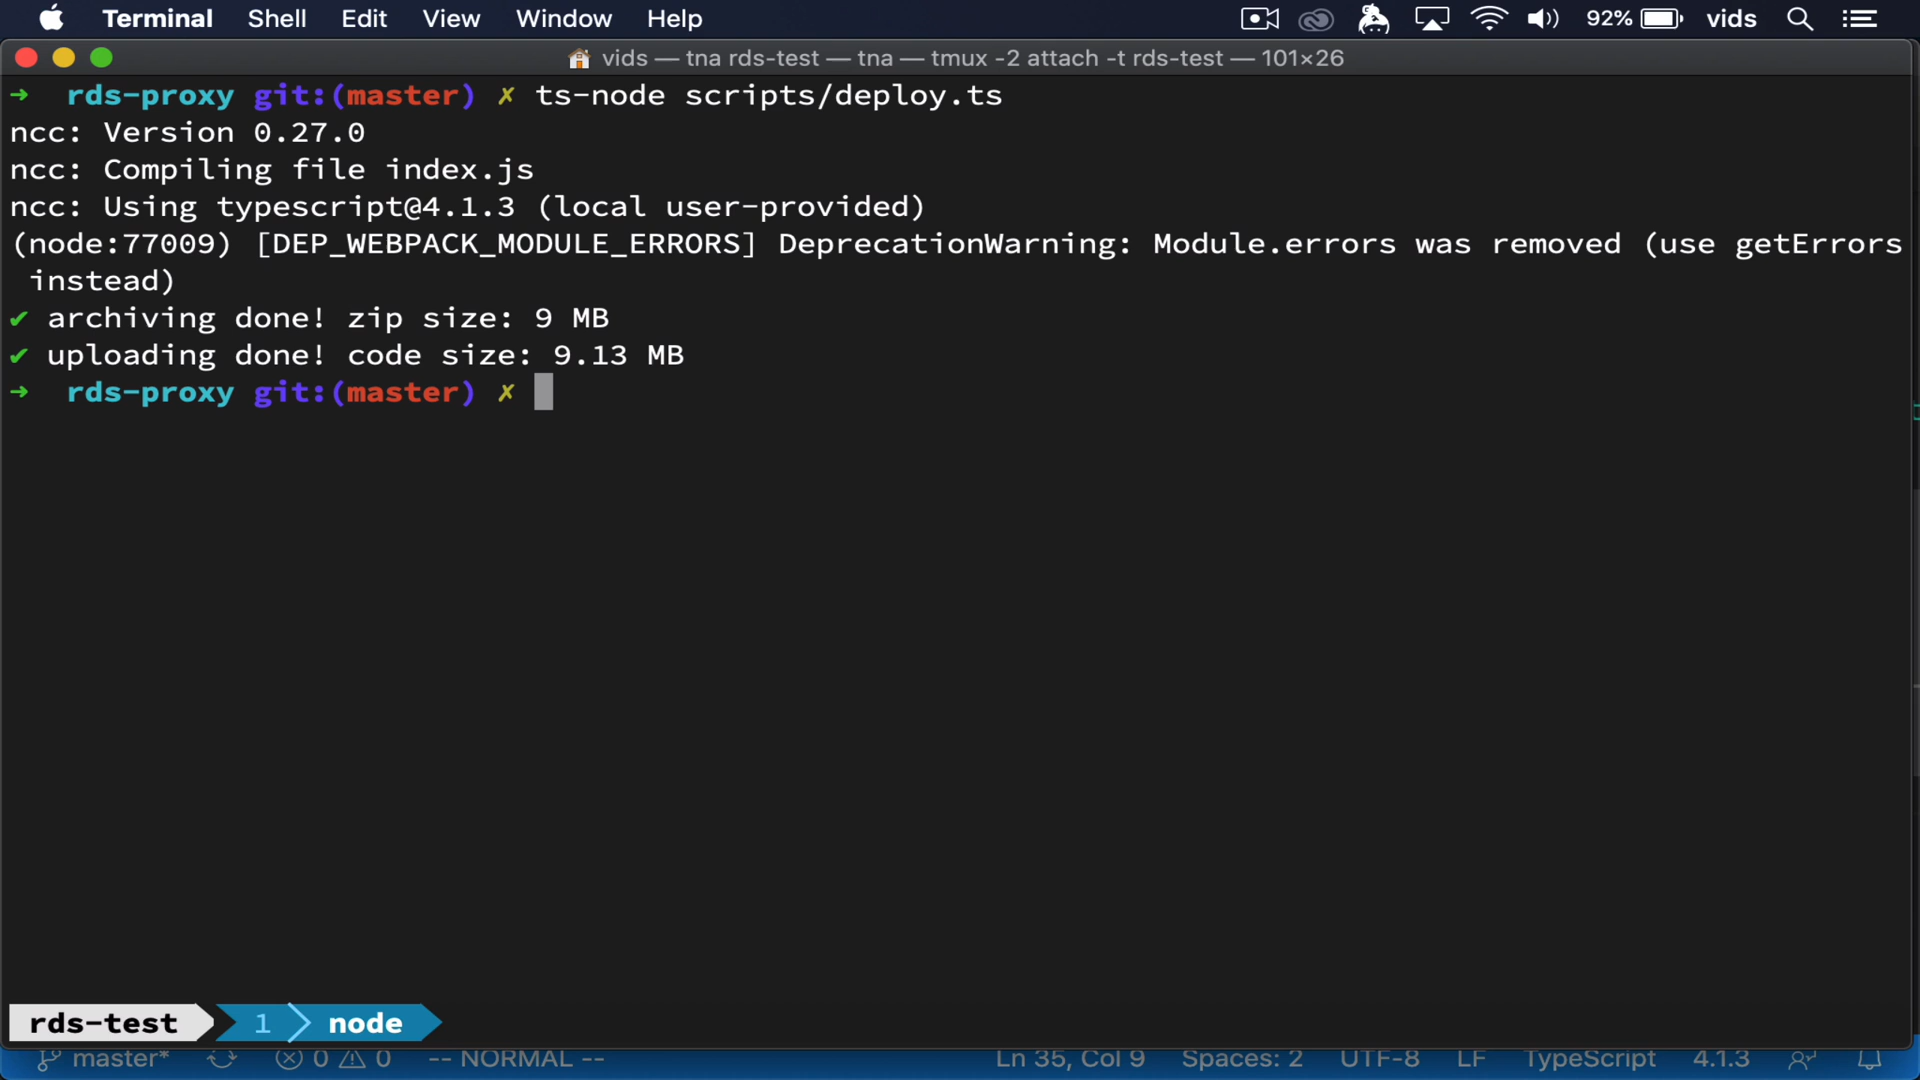 Terminal Shell Edit View Window Help 92% vids
vids — tna rds-test — tna — tmux -2 attach -t rds-test — 101×26
➜ rds-proxy git:(master) ✗ ts-node scripts/deploy.ts
ncc: Version 0.27.0
ncc: Compiling file index.js
ncc: Using typescript@4.1.3 (local user-provided)
(node:77009) [DEP_WEBPACK_MODULE_ERRORS] DeprecationWarning: Module.errors was removed (use getErrors
instead)
✔ archiving done! zip size: 9 MB
✔ uploading done! code size: 9.13 MB
➜ rds-proxy git:(master) ✗
rds-test 1 node
master* 0 0 -- NORMAL -- Ln 35, Col 9 Spaces: 2 UTF-8 LF TypeScript 4.1.3